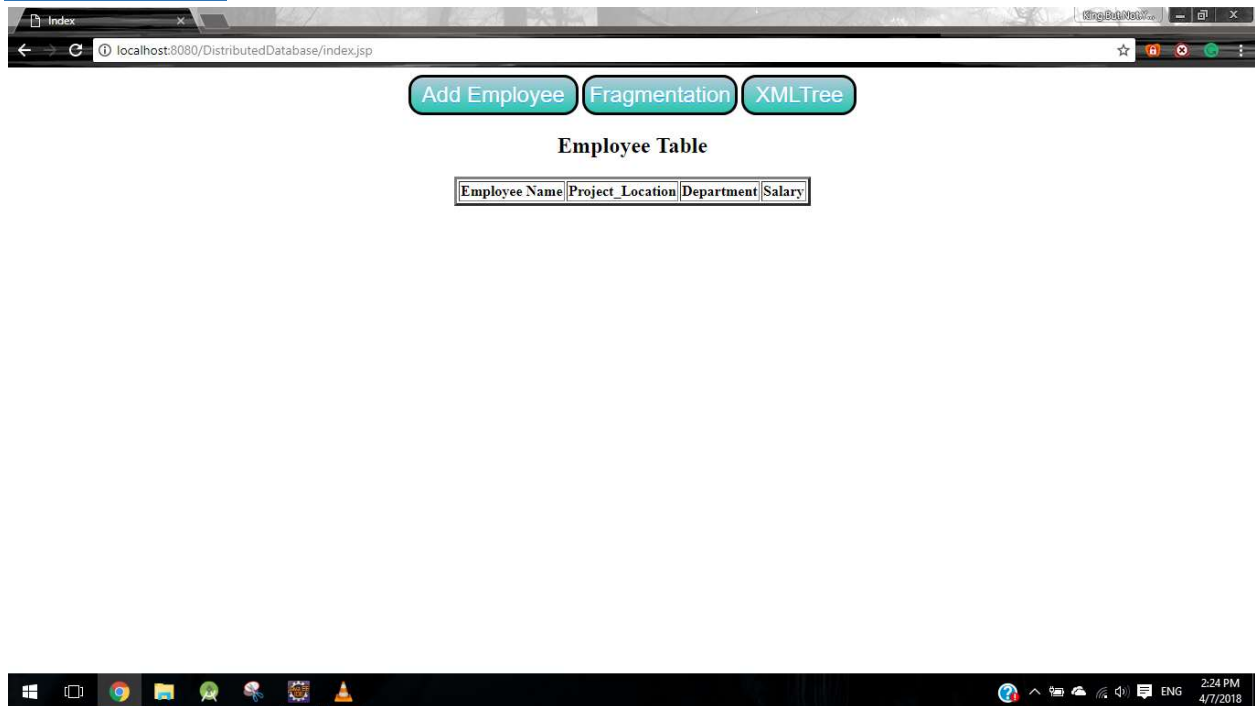 Index
localhost:8080/DistributedDatabase/index.jsp
Add Employee Fragmentation XMLTree
Employee Table
Employee Name Project_Location Department Salary
ENG 2:24 PM
4/7/2018